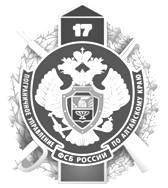 17
ПОГРАНИЧНОЕ УПРАВЛЕНИЕ
ФСБ РОССИИ
ПО АЛТАЙСКОМУ КРАЮ